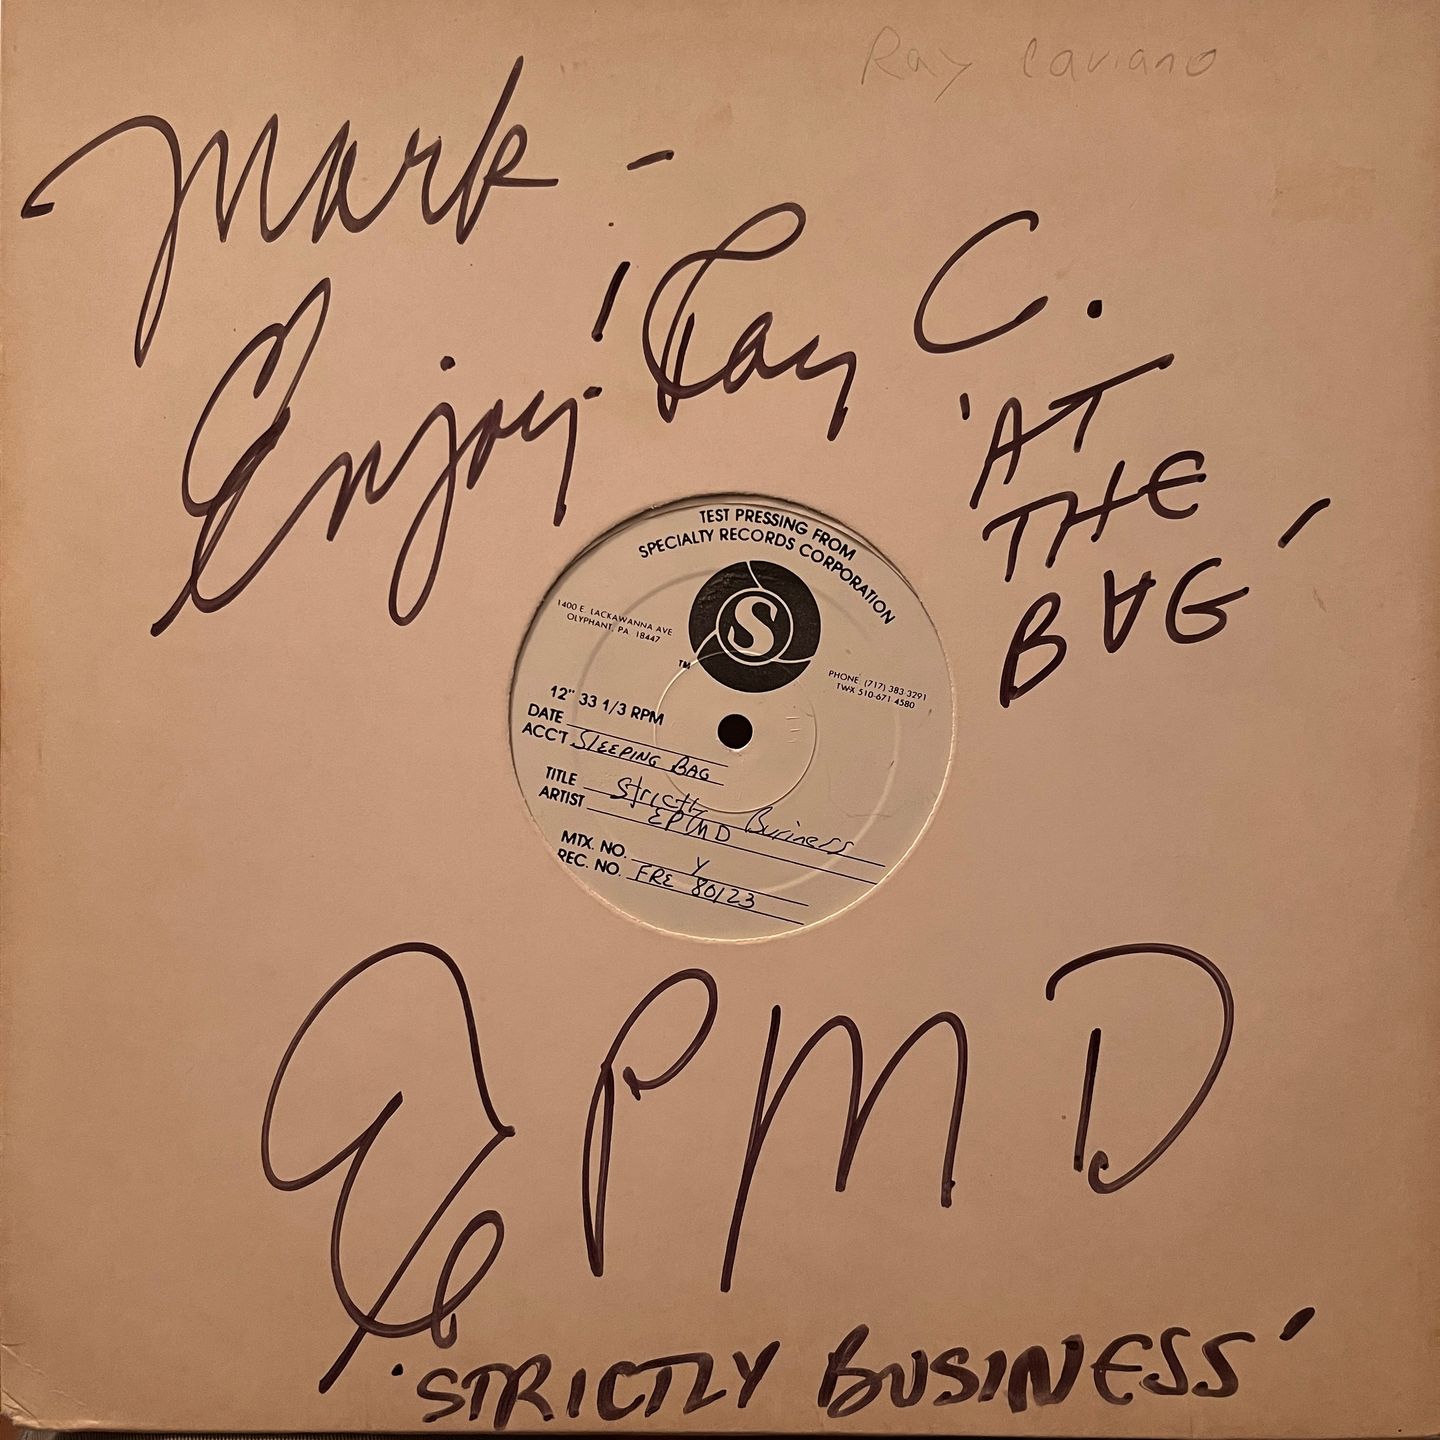 Ray Caviano
Mark -
Enjoy! Ray C.
'AT
THE
BAG'
TEST PRESSING FROM
SPECIALTY RECORDS CORPORATION
S
1400 E. LACKAWANNA AVE
OLYPHANT, PA 18447
TM
PHONE (717) 383-3291
TWX 510-671 4580
12" 33 1/3 RPM
DATE
ACC'T SLEEPING BAG
TITLE Strictly Business
ARTIST EPMD
MTX. NO. Y
REC. NO. FRE 80123
EPMD
'STRICTLY BUSINESS'